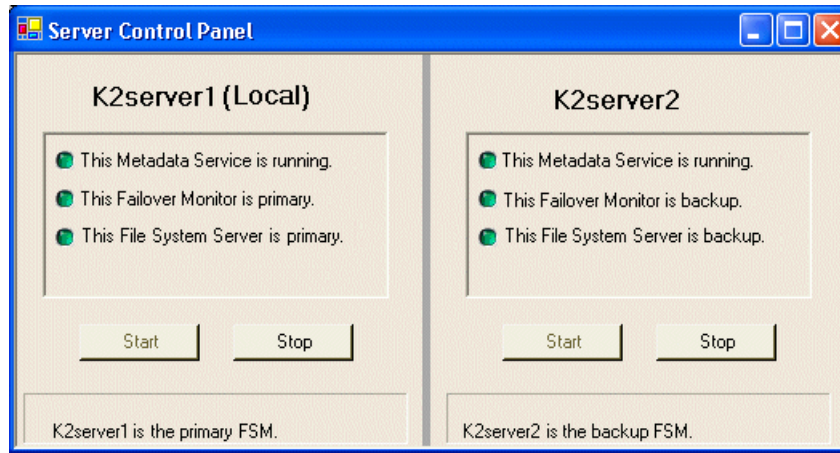 Server Control Panel
K2server1 (Local)
This Metadata Service is running.
This Failover Monitor is primary.
This File System Server is primary.
Start
Stop
K2server1 is the primary FSM.
K2server2
This Metadata Service is running.
This Failover Monitor is backup.
This File System Server is backup.
Start
Stop
K2server2 is the backup FSM.